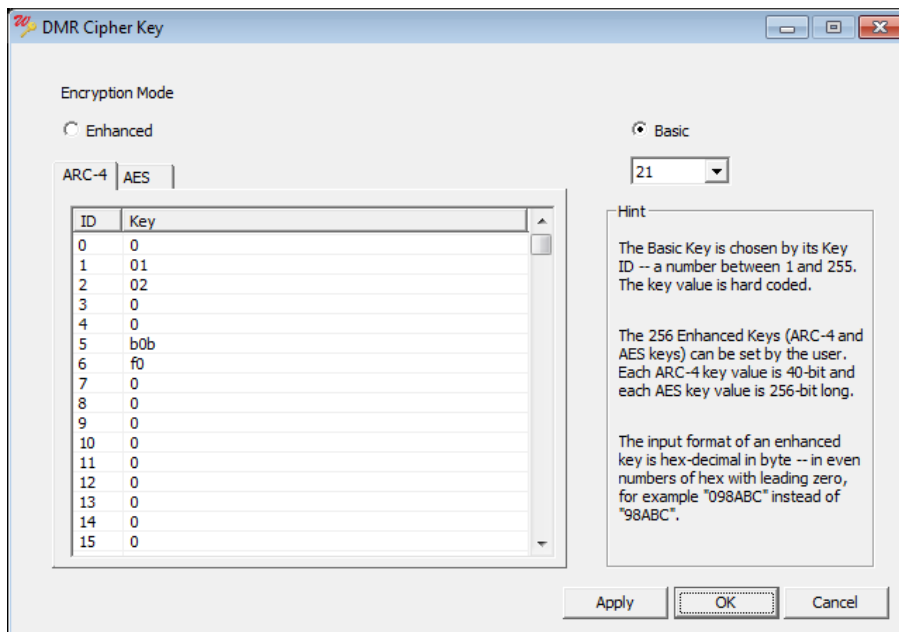 DMR Cipher Key
Encryption Mode
Enhanced
Basic
ARC-4 AES
21
ID Key
0 0
1 01
2 02
3 0
4 0
5 b0b
6 f0
7 0
8 0
9 0
10 0
11 0
12 0
13 0
14 0
15 0
Hint
The Basic Key is chosen by its Key
ID -- a number between 1 and 255.
The key value is hard coded.
The 256 Enhanced Keys (ARC-4 and
AES keys) can be set by the user.
Each ARC-4 key value is 40-bit and
each AES key value is 256-bit long.
The input format of an enhanced
key is hex-decimal in byte -- in even
numbers of hex with leading zero,
for example "098ABC" instead of
"98ABC".
Apply OK Cancel